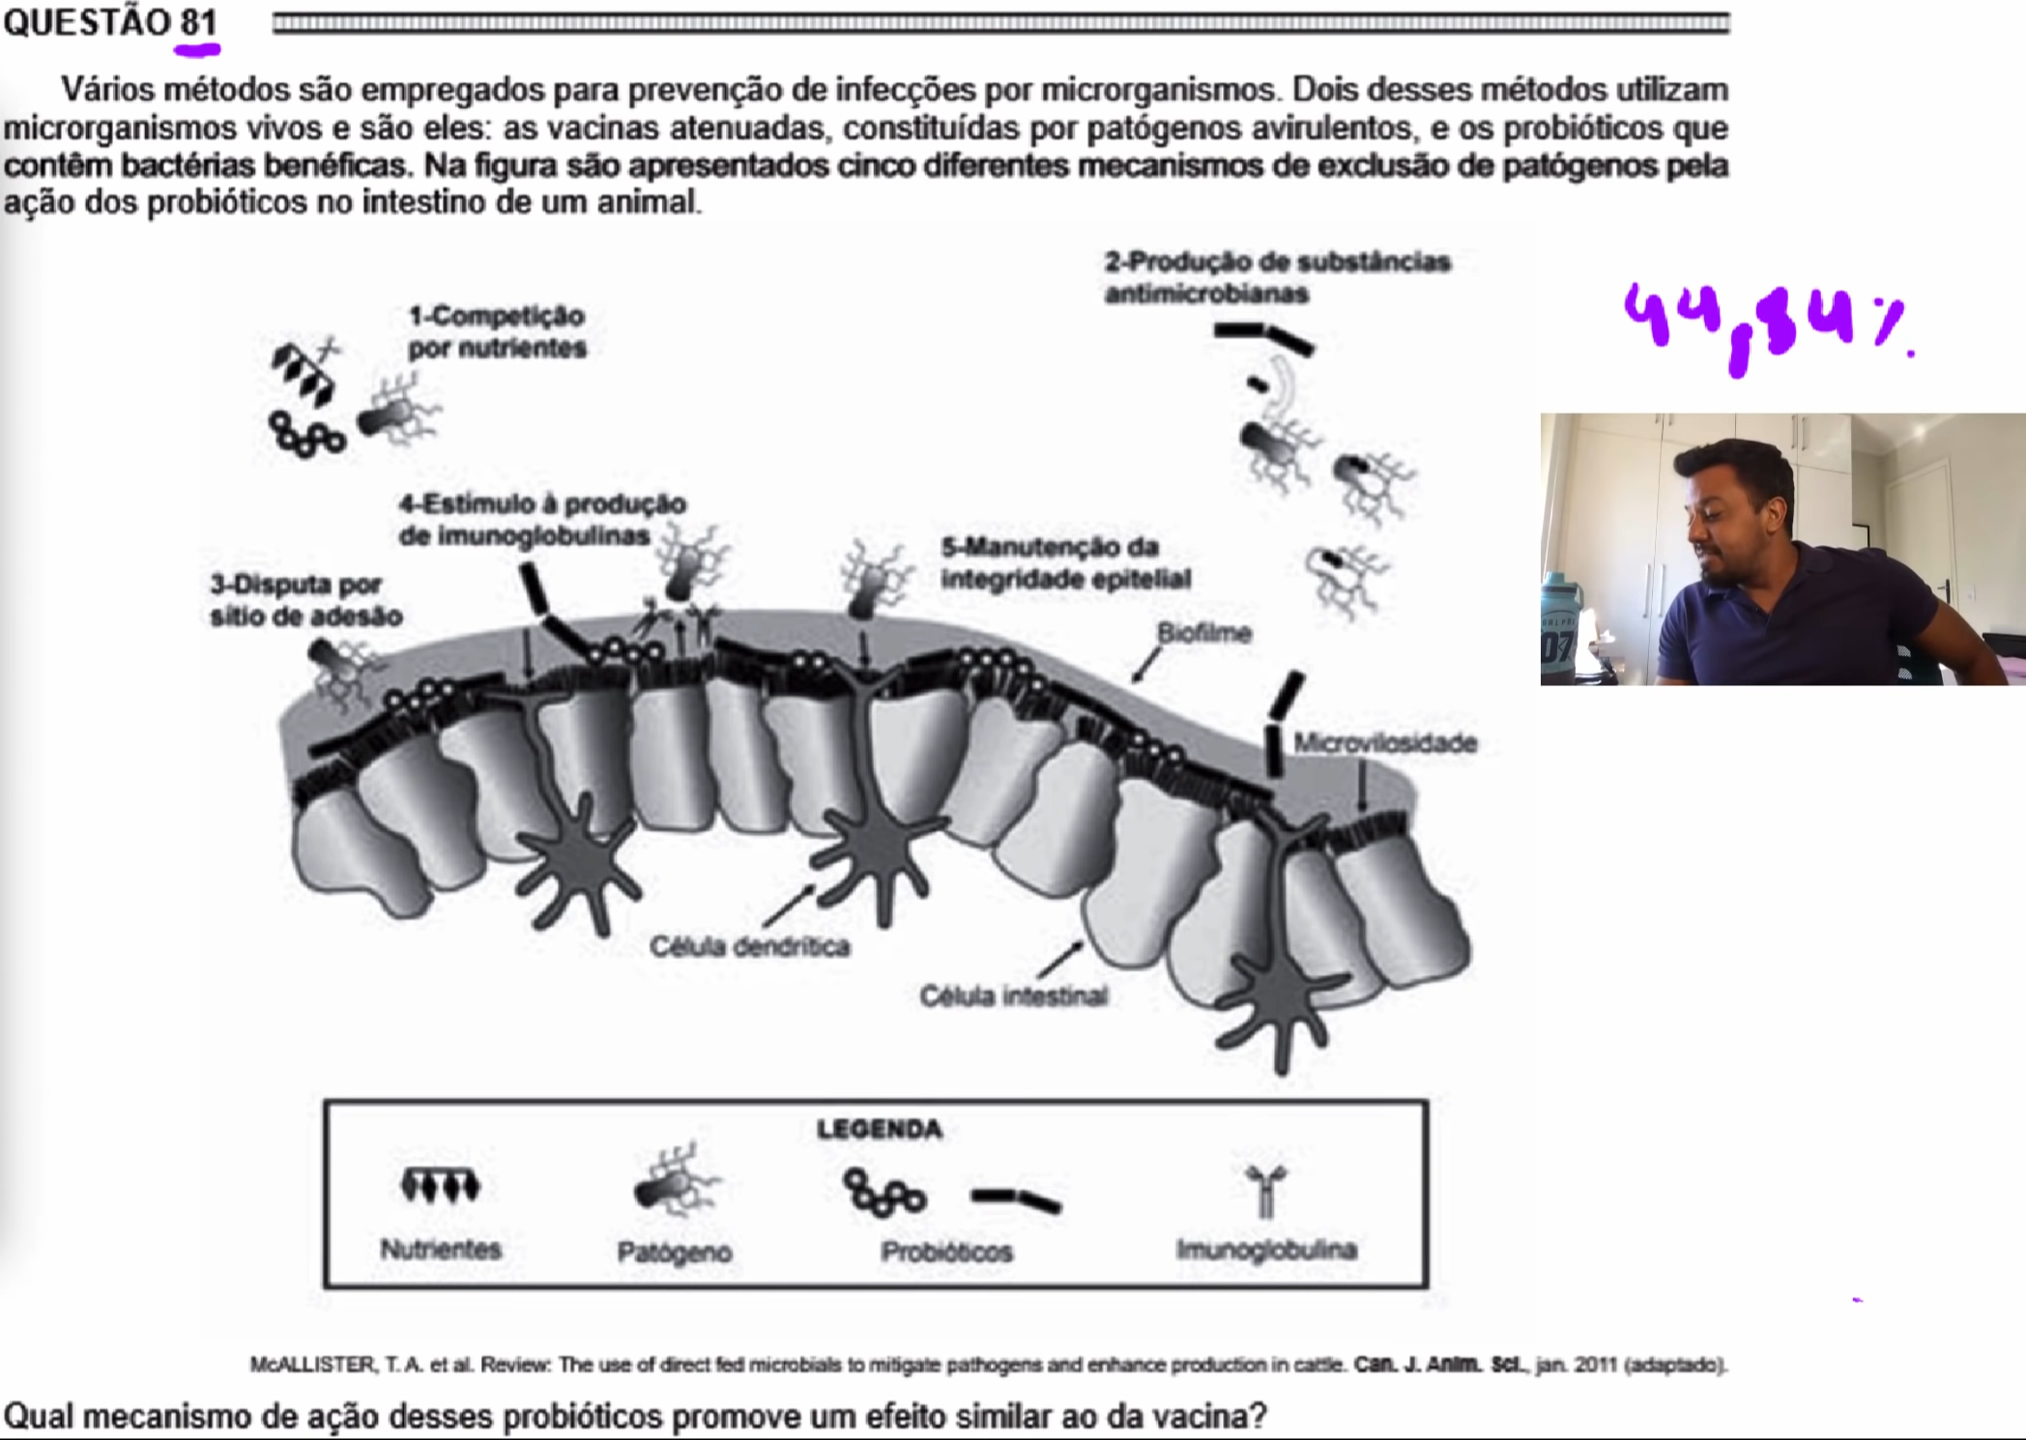 QUESTÃO 81
Vários métodos são empregados para prevenção de infecções por microrganismos. Dois desses métodos utilizam
microrganismos vivos e são eles: as vacinas atenuadas, constituídas por patógenos avirulentos, e os probióticos que
contêm bactérias benéficas. Na figura são apresentados cinco diferentes mecanismos de exclusão de patógenos pela
ação dos probióticos no intestino de um animal.
2-Produção de substâncias
antimicrobianas
44,84%
1-Competição
por nutrientes
4-Estímulo à produção
de imunoglobulinas
5-Manutenção da
integridade epitelial
3-Disputa por
sítio de adesão
Biofilme
Microvilosidade
Célula dendrítica
Célula intestinal
LEGENDA
Nutrientes
Patógeno
Probióticos
Imunoglobulina
McALLISTER, T. A. et al. Review: The use of direct fed microbials to mitigate pathogens and enhance production in cattle. Can. J. Anim. Sci., jan. 2011 (adaptado).
Qual mecanismo de ação desses probióticos promove um efeito similar ao da vacina?